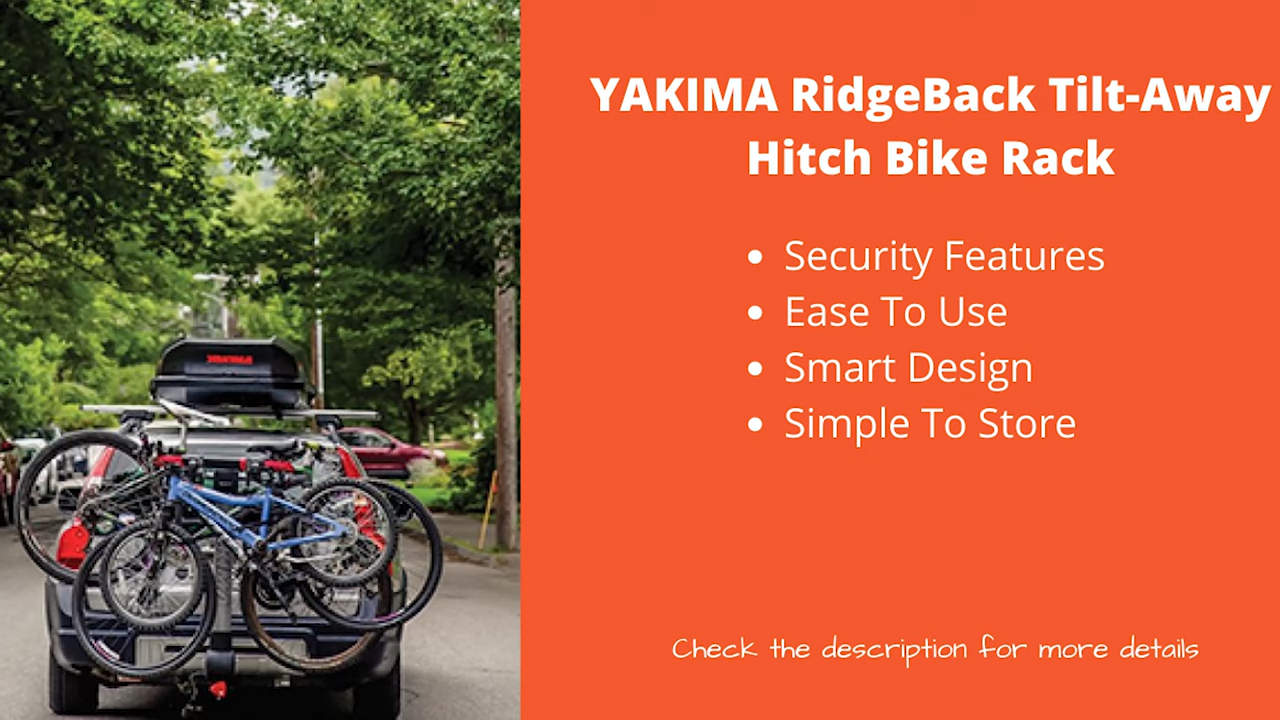 YAKIMA
YAKIMA RidgeBack Tilt-Away
Hitch Bike Rack
• Security Features
• Ease To Use
• Smart Design
• Simple To Store
Check the description for more details